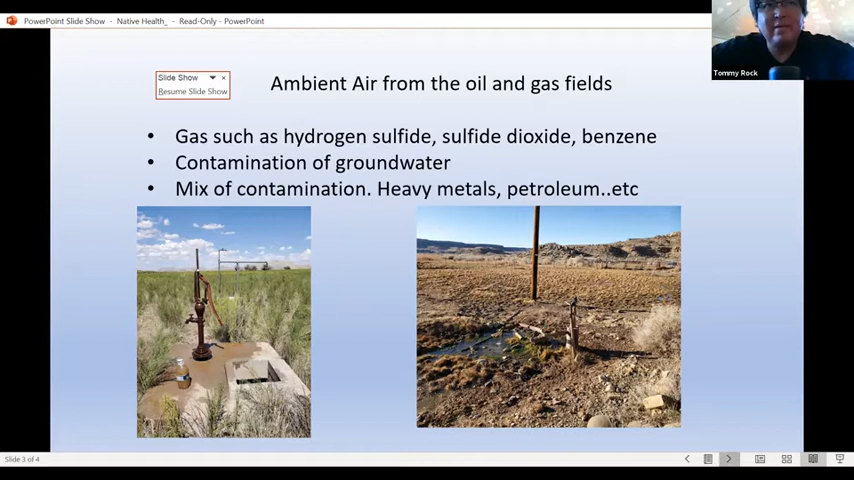 PowerPoint Slide Show - Native Health_ - Read-Only - PowerPoint
Tommy Rock
Slide Show
Resume Slide Show
Ambient Air from the oil and gas fields
• Gas such as hydrogen sulfide, sulfide dioxide, benzene
• Contamination of groundwater
• Mix of contamination. Heavy metals, petroleum..etc
Slide 3 of 4